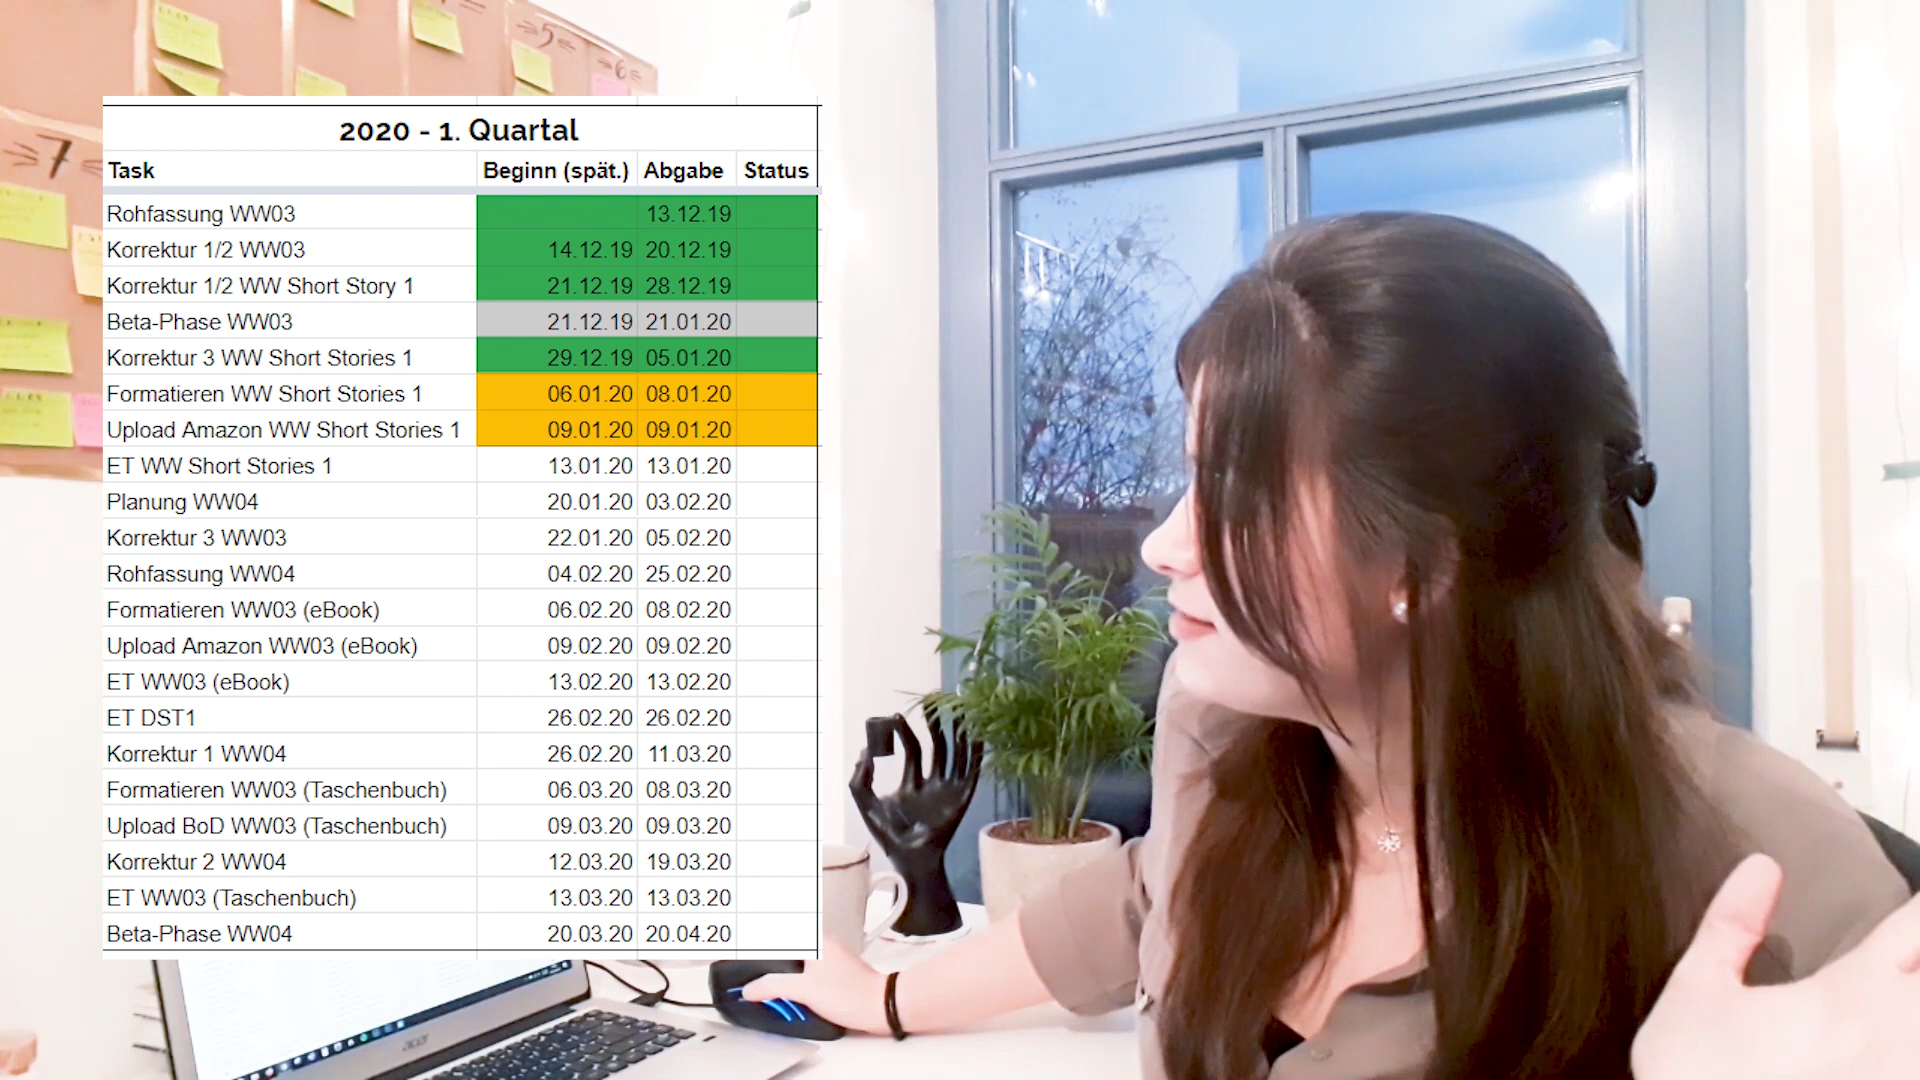 5
6
7
2020 - 1. Quartal
Task Beginn (spät.) Abgabe Status
Rohfassung WW03 13.12.19
Korrektur 1/2 WW03 14.12.19 20.12.19
Korrektur 1/2 WW Short Story 1 21.12.19 28.12.19
Beta-Phase WW03 21.12.19 21.01.20
Korrektur 3 WW Short Stories 1 29.12.19 05.01.20
Formatieren WW Short Stories 1 06.01.20 08.01.20
Upload Amazon WW Short Stories 1 09.01.20 09.01.20
ET WW Short Stories 1 13.01.20 13.01.20
Planung WW04 20.01.20 03.02.20
Korrektur 3 WW03 22.01.20 05.02.20
Rohfassung WW04 04.02.20 25.02.20
Formatieren WW03 (eBook) 06.02.20 08.02.20
Upload Amazon WW03 (eBook) 09.02.20 09.02.20
ET WW03 (eBook) 13.02.20 13.02.20
ET DST1 26.02.20 26.02.20
Korrektur 1 WW04 26.02.20 11.03.20
Formatieren WW03 (Taschenbuch) 06.03.20 08.03.20
Upload BoD WW03 (Taschenbuch) 09.03.20 09.03.20
Korrektur 2 WW04 12.03.20 19.03.20
ET WW03 (Taschenbuch) 13.03.20 13.03.20
Beta-Phase WW04 20.03.20 20.04.20
acer